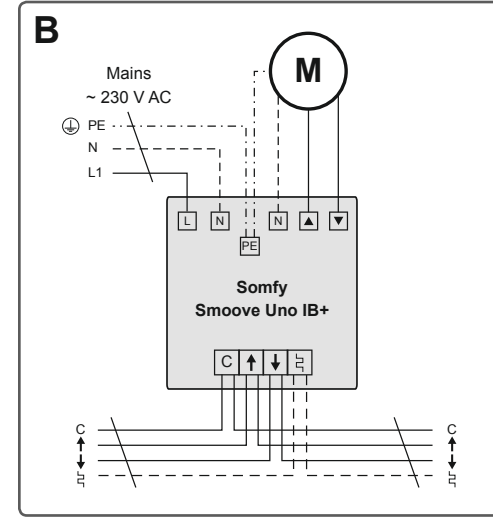 B
Mains
~ 230 V AC
M
PE
N
L1
L N N ▲ ▼
PE
Somfy
Smoove Uno IB+
C ↑ ↓
C C
↑ ↑
↓ ↓